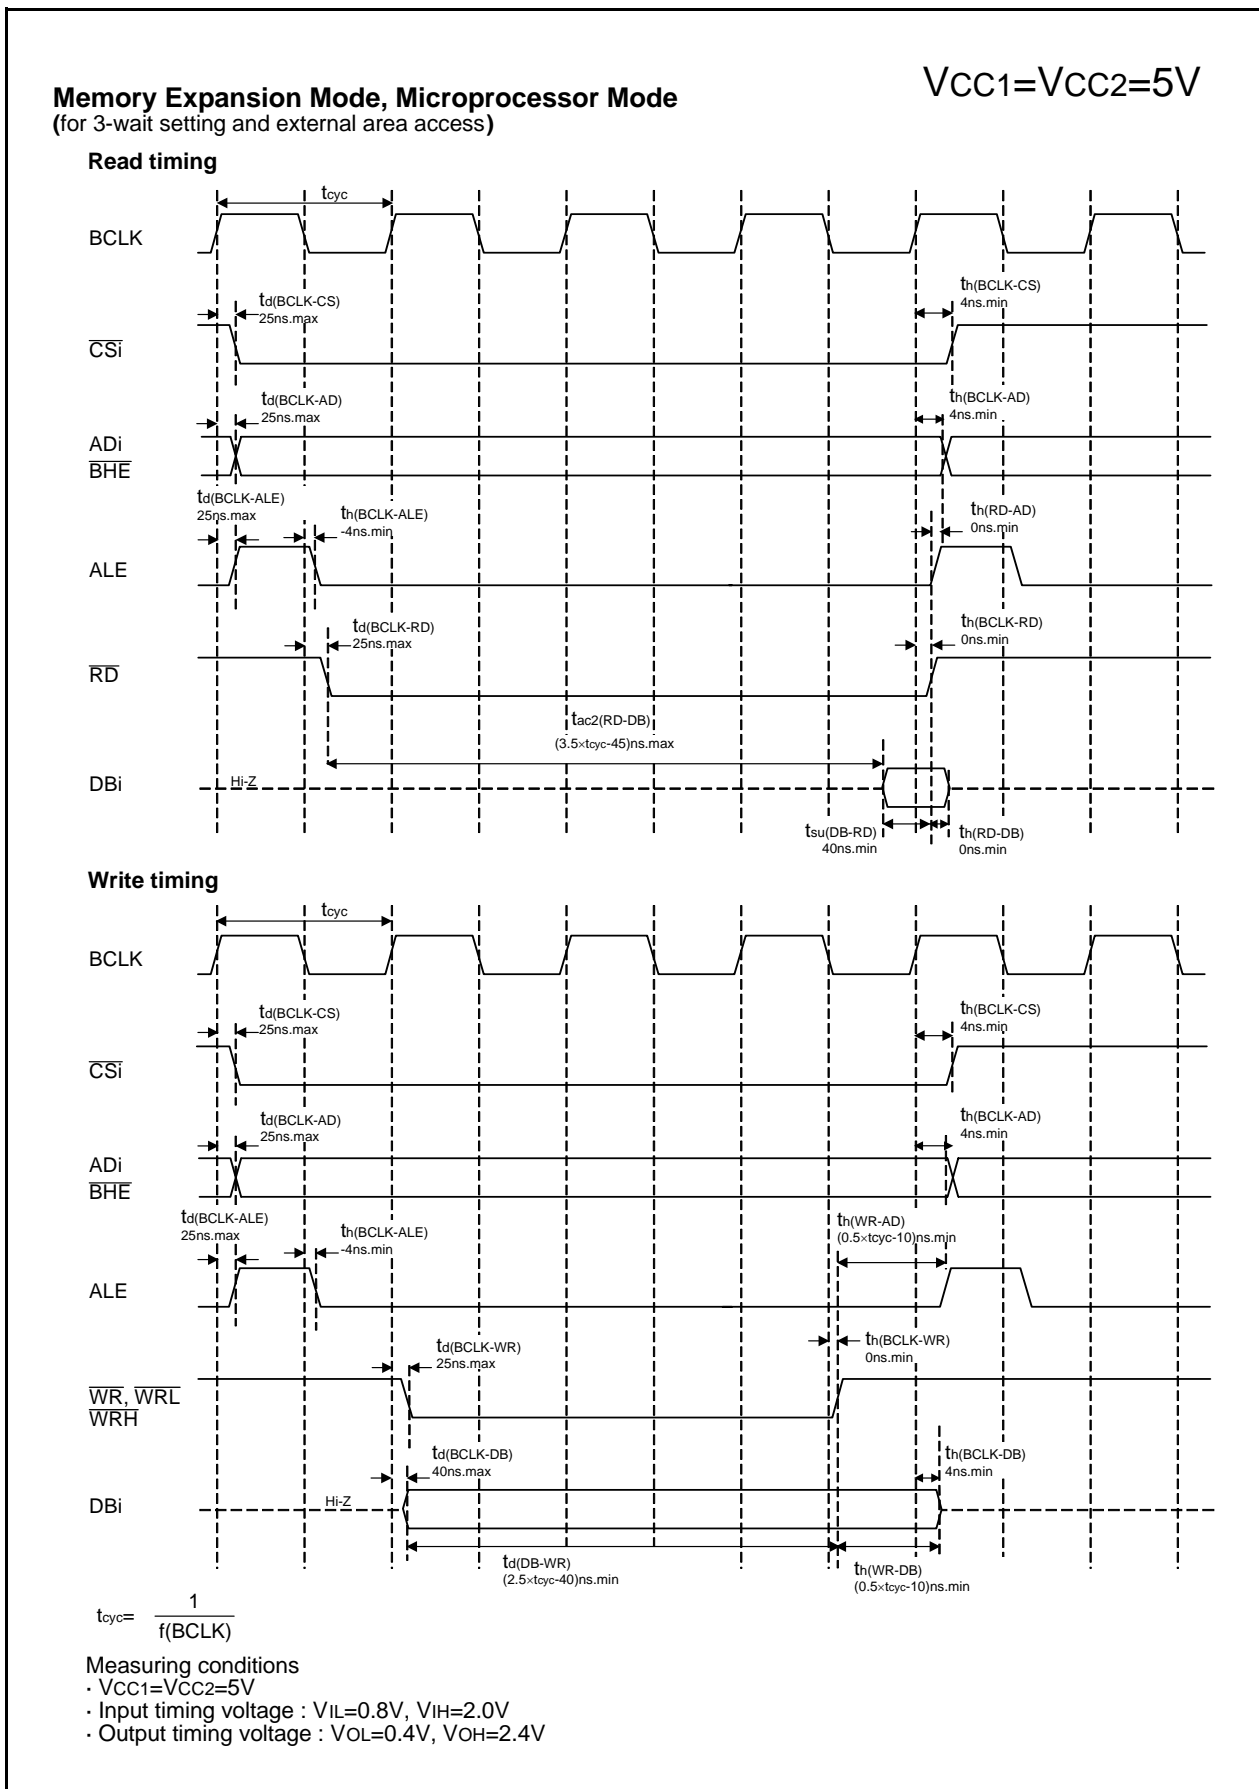 VCC1=VCC2=5V
Memory Expansion Mode, Microprocessor Mode
(for 3-wait setting and external area access)
Read timing
tcyc
BCLK
td(BCLK-CS)
25ns.max
th(BCLK-CS)
4ns.min
CSi
td(BCLK-AD)
25ns.max
th(BCLK-AD)
4ns.min
ADi
BHE
td(BCLK-ALE)
25ns.max
th(BCLK-ALE)
-4ns.min
th(RD-AD)
0ns.min
ALE
td(BCLK-RD)
25ns.max
th(BCLK-RD)
0ns.min
RD
tac2(RD-DB)
(3.5×tcyc-45)ns.max
DBi
Hi-Z
tsu(DB-RD)
40ns.min
th(RD-DB)
0ns.min
Write timing
tcyc
BCLK
td(BCLK-CS)
25ns.max
th(BCLK-CS)
4ns.min
CSi
td(BCLK-AD)
25ns.max
th(BCLK-AD)
4ns.min
ADi
BHE
td(BCLK-ALE)
25ns.max
th(BCLK-ALE)
-4ns.min
th(WR-AD)
(0.5×tcyc-10)ns.min
ALE
td(BCLK-WR)
25ns.max
th(BCLK-WR)
0ns.min
WR, WRL
WRH
td(BCLK-DB)
40ns.max
th(BCLK-DB)
4ns.min
DBi
Hi-Z
td(DB-WR)
(2.5×tcyc-40)ns.min
th(WR-DB)
(0.5×tcyc-10)ns.min
tcyc= 1
f(BCLK)
Measuring conditions
· VCC1=VCC2=5V
· Input timing voltage : VIL=0.8V, VIH=2.0V
· Output timing voltage : VOL=0.4V, VOH=2.4V